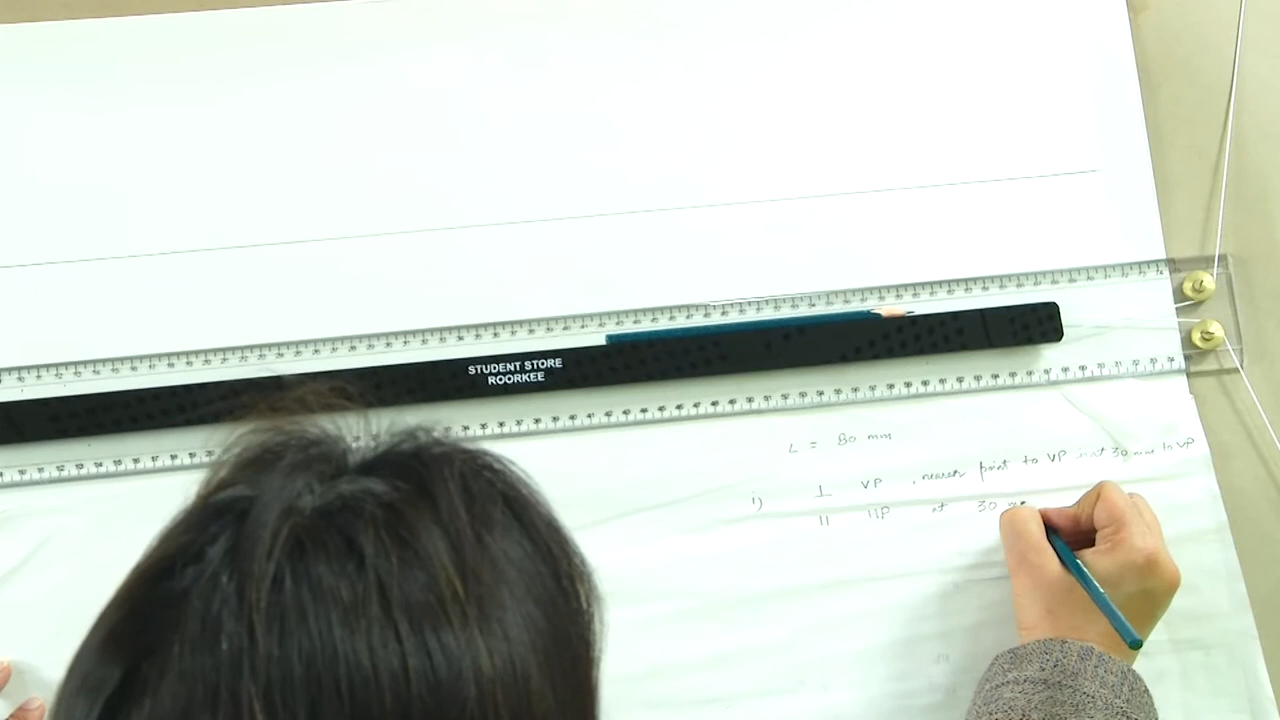 STUDENT STORE
ROORKEE
L = 80 mm
i) ⊥ VP , nearest point to VP is at 30 mm to VP
|| HP at 30 mm